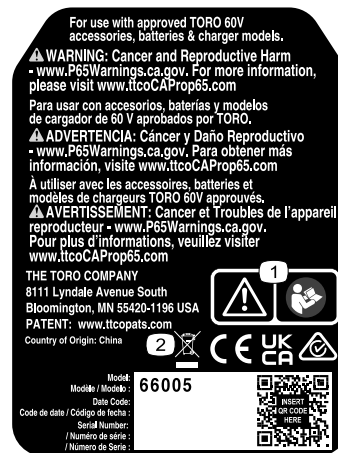 For use with approved TORO 60V
accessories, batteries & charger models.
⚠WARNING: Cancer and Reproductive Harm
- www.P65Warnings.ca.gov. For more information,
please visit www.ttcoCAProp65.com
Para usar con accesorios, baterías y modelos
de cargador de 60 V aprobados por TORO.
⚠ADVERTENCIA: Cáncer y Daño Reproductivo
- www.P65Warnings.ca.gov. Para obtener más
información, visite www.ttcoCAProp65.com
À utiliser avec les accessoires, batteries et
modèles de chargeurs TORO 60V approuvés.
⚠AVERTISSEMENT: Cancer et Troubles de l'appareil
reproducteur - www.P65Warnings.ca.gov.
Pour plus d'informations, veuillez visiter
www.ttcoCAProp65.com
THE TORO COMPANY
8111 Lyndale Avenue South
Bloomington, MN 55420-1196 USA
PATENT: www.ttcopats.com
Country of Origin: China
1
2
CE
UK
CA
Model:
Modèle / Modelo :
66005
Date Code:
Code de date / Código de fecha :
Serial Number:
/ Numéro de série :
/ Número de Serie :
INSERT
QR CODE
HERE